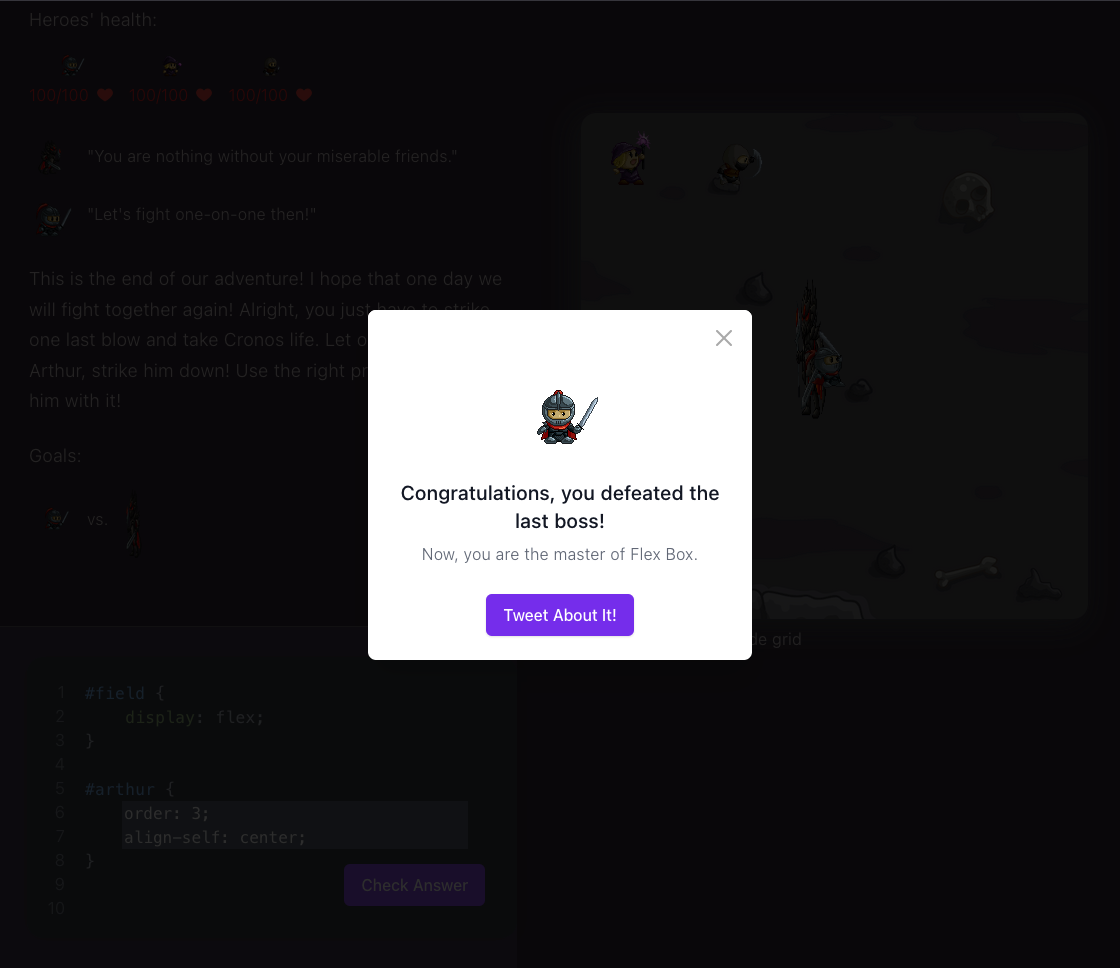 Heroes' health:
100/100 100/100 100/100
"You are nothing without your miserable friends."
"Let's fight one-on-one then!"
This is the end of our adventure! I hope that one day we
will fight together again! Alright, you just have to strike
one last blow and take Cronos life. Let
Arthur, strike him down! Use the right
him with it!
Goals:
vs.
Congratulations, you defeated the
last boss!
Now, you are the master of Flex Box.
Tweet About It!
grid
1 #field {
2 display: flex;
3 }
4
5 #arthur {
6 order: 3;
7 align-self: center;
8 }
9
10
Check Answer